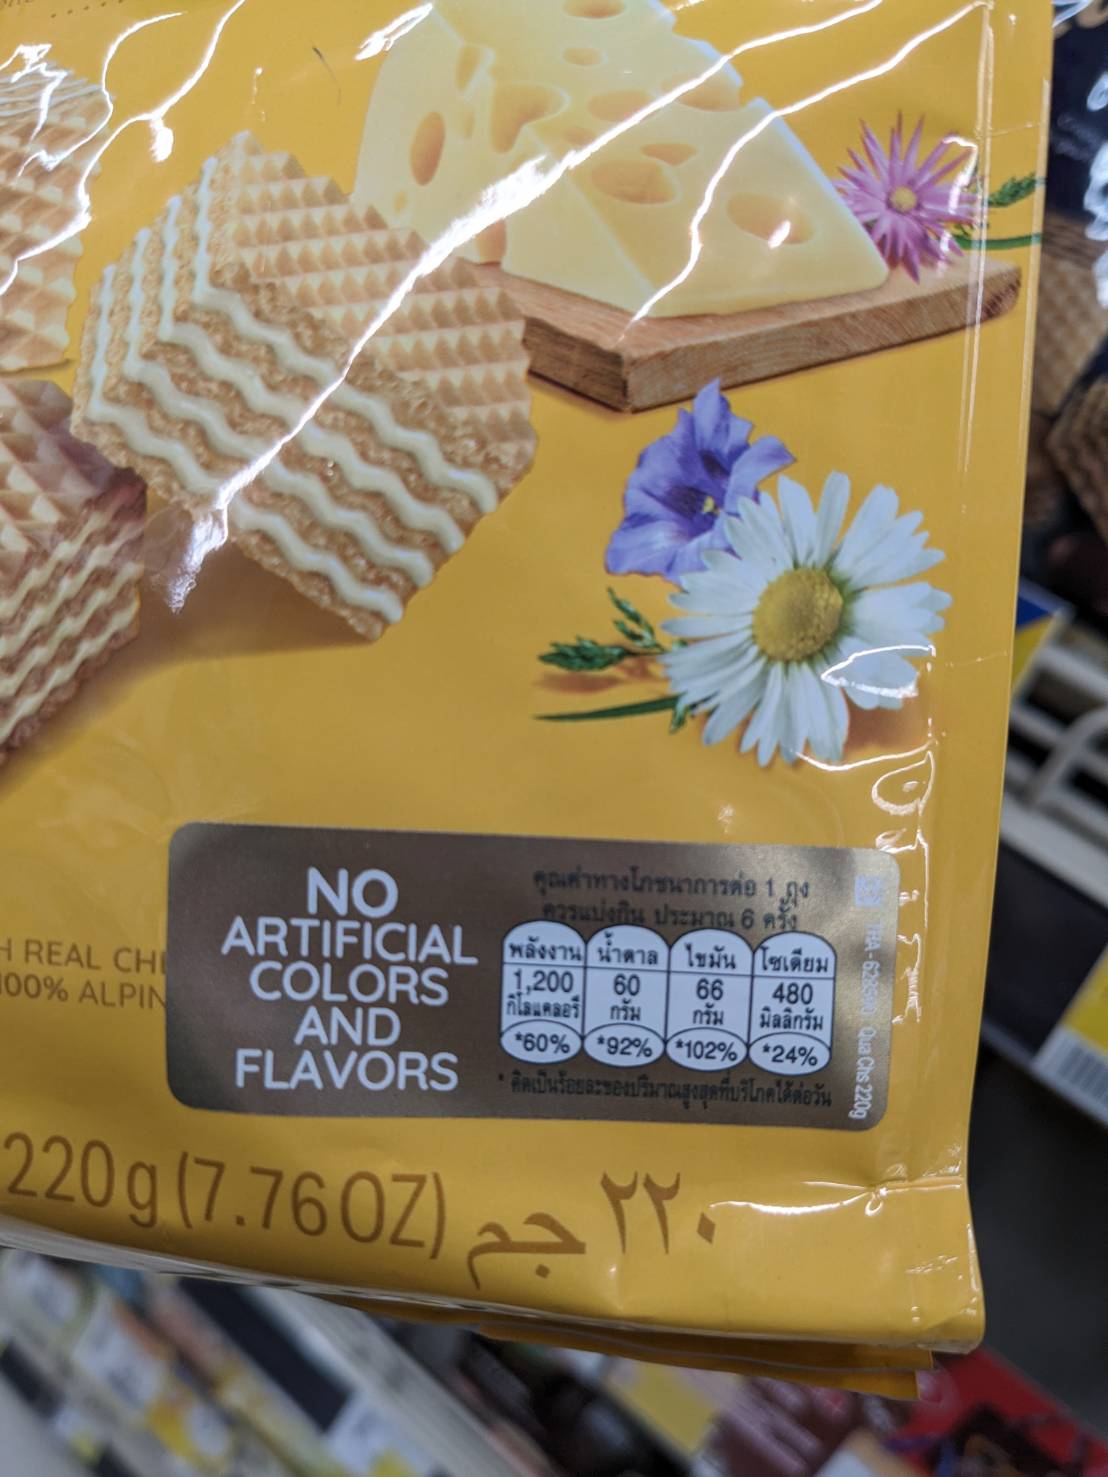 H REAL CH
100% ALPIN
NO
ARTIFICIAL
COLORS
AND
FLAVORS
คุณค่าทางโภชนาการต่อ 1 ถุง
ควรแบ่งกิน ประมาณ 6 ครั้ง
พลังงาน น้ำตาล ไขมัน โซเดียม
1,200 60 66 480
กิโลแคลอรี กรัม กรัม มิลลิกรัม
*60% *92% *102% *24%
* คิดเป็นร้อยละของปริมาณสูงสุดที่บริโภคได้ต่อวัน
Qua Chs 220g
220g (7.76 OZ)
٢٢٠ جم